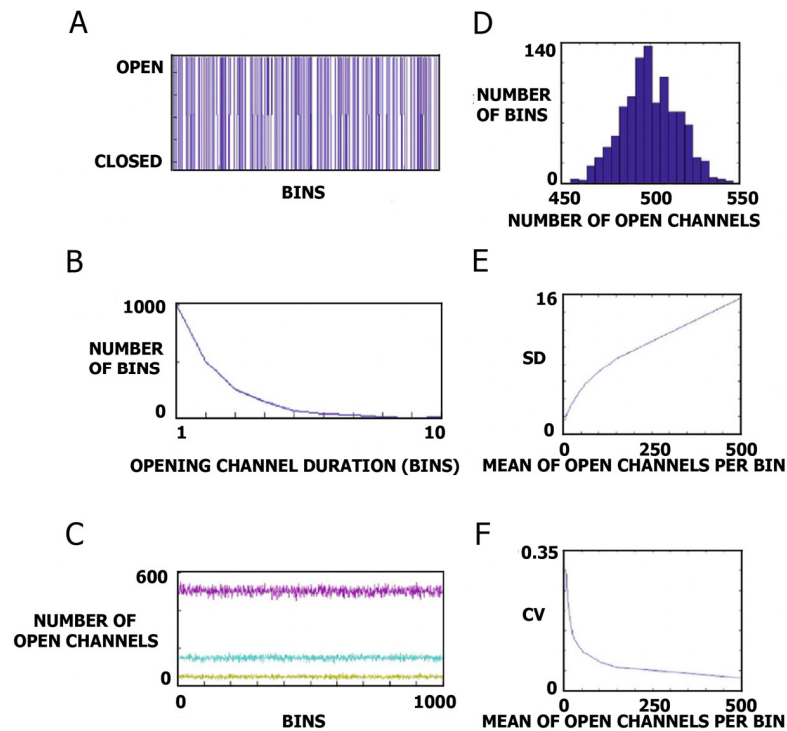 A
OPEN
CLOSED
BINS
B
1000
NUMBER
OF BINS
0
1
10
OPENING CHANNEL DURATION (BINS)
C
600
NUMBER OF
OPEN CHANNELS
0
0
1000
BINS
D
140
NUMBER
OF BINS
0
450
500
550
NUMBER OF OPEN CHANNELS
E
16
SD
0
0
250
500
MEAN OF OPEN CHANNELS PER BIN
F
0.35
CV
0
0
250
500
MEAN OF OPEN CHANNELS PER BIN